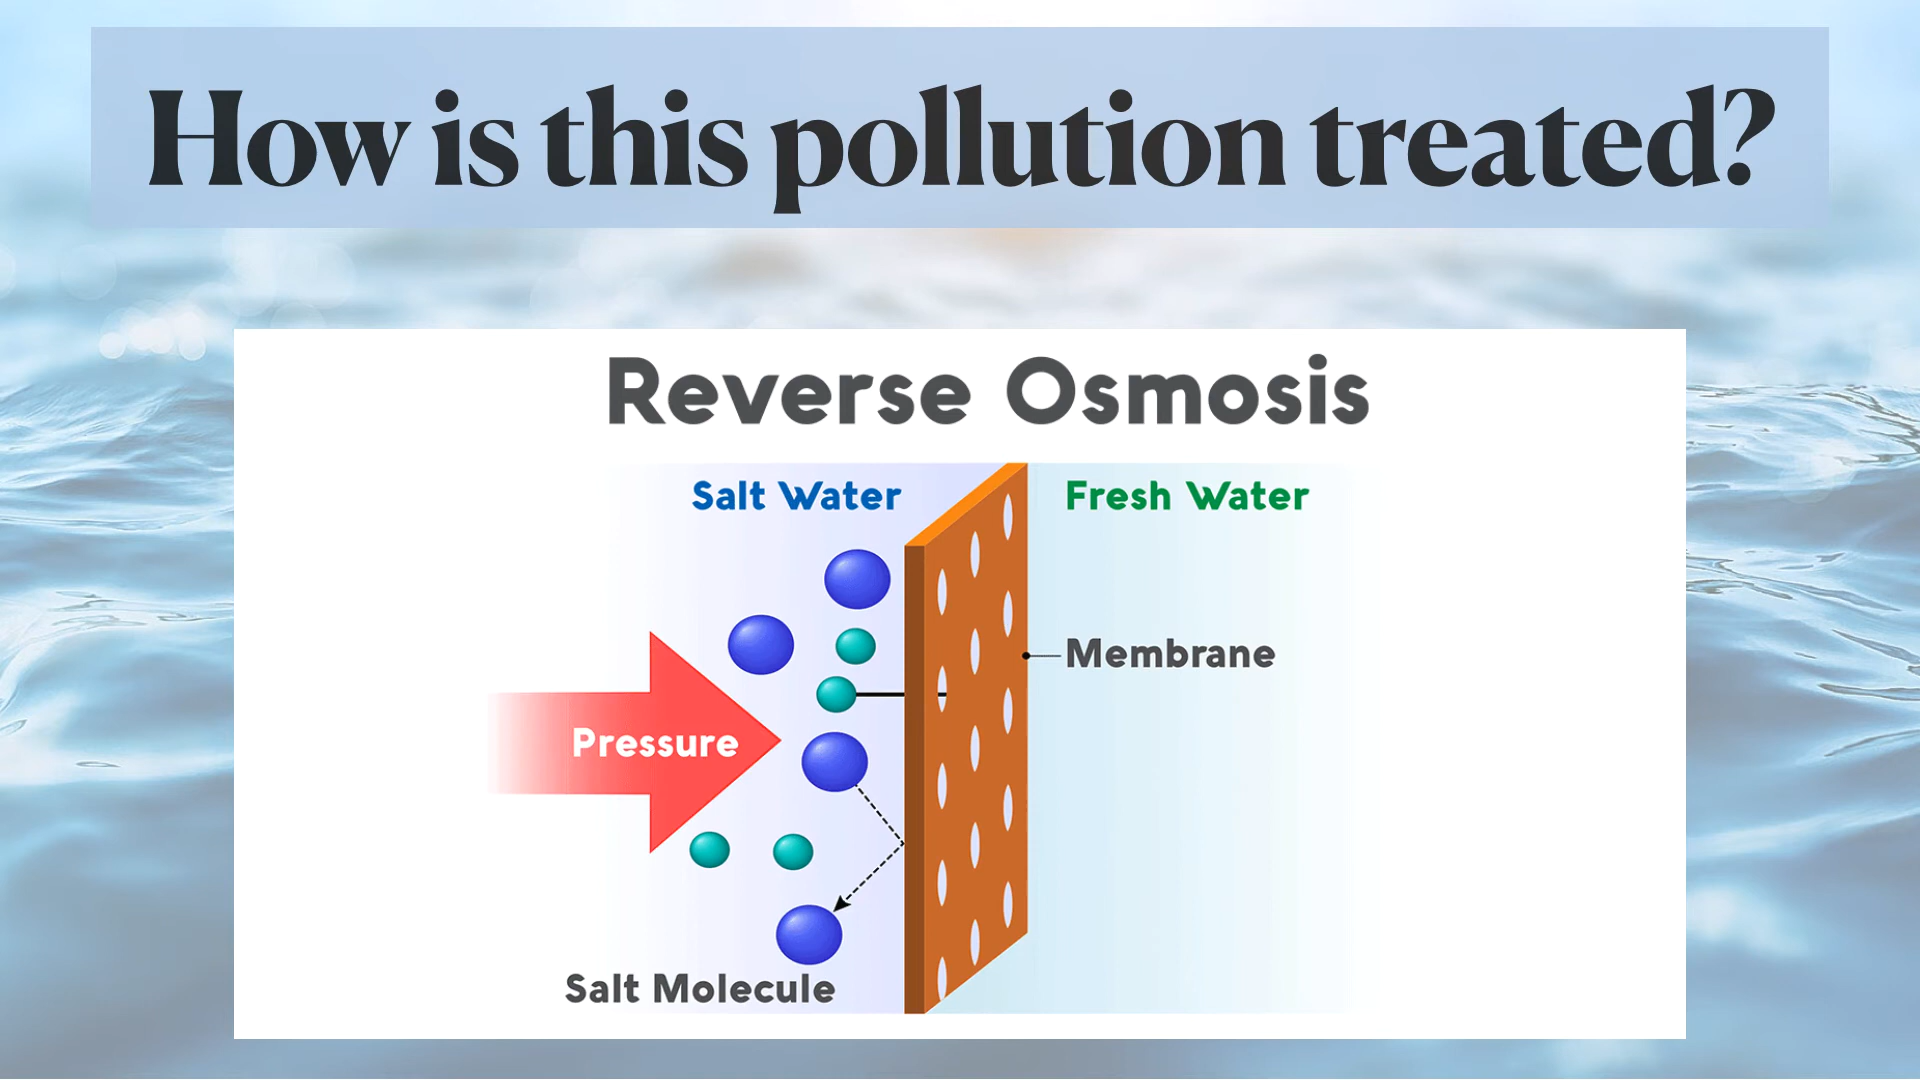 How is this pollution treated?
Reverse Osmosis
Salt Water
Fresh Water
Membrane
Pressure
Salt Molecule